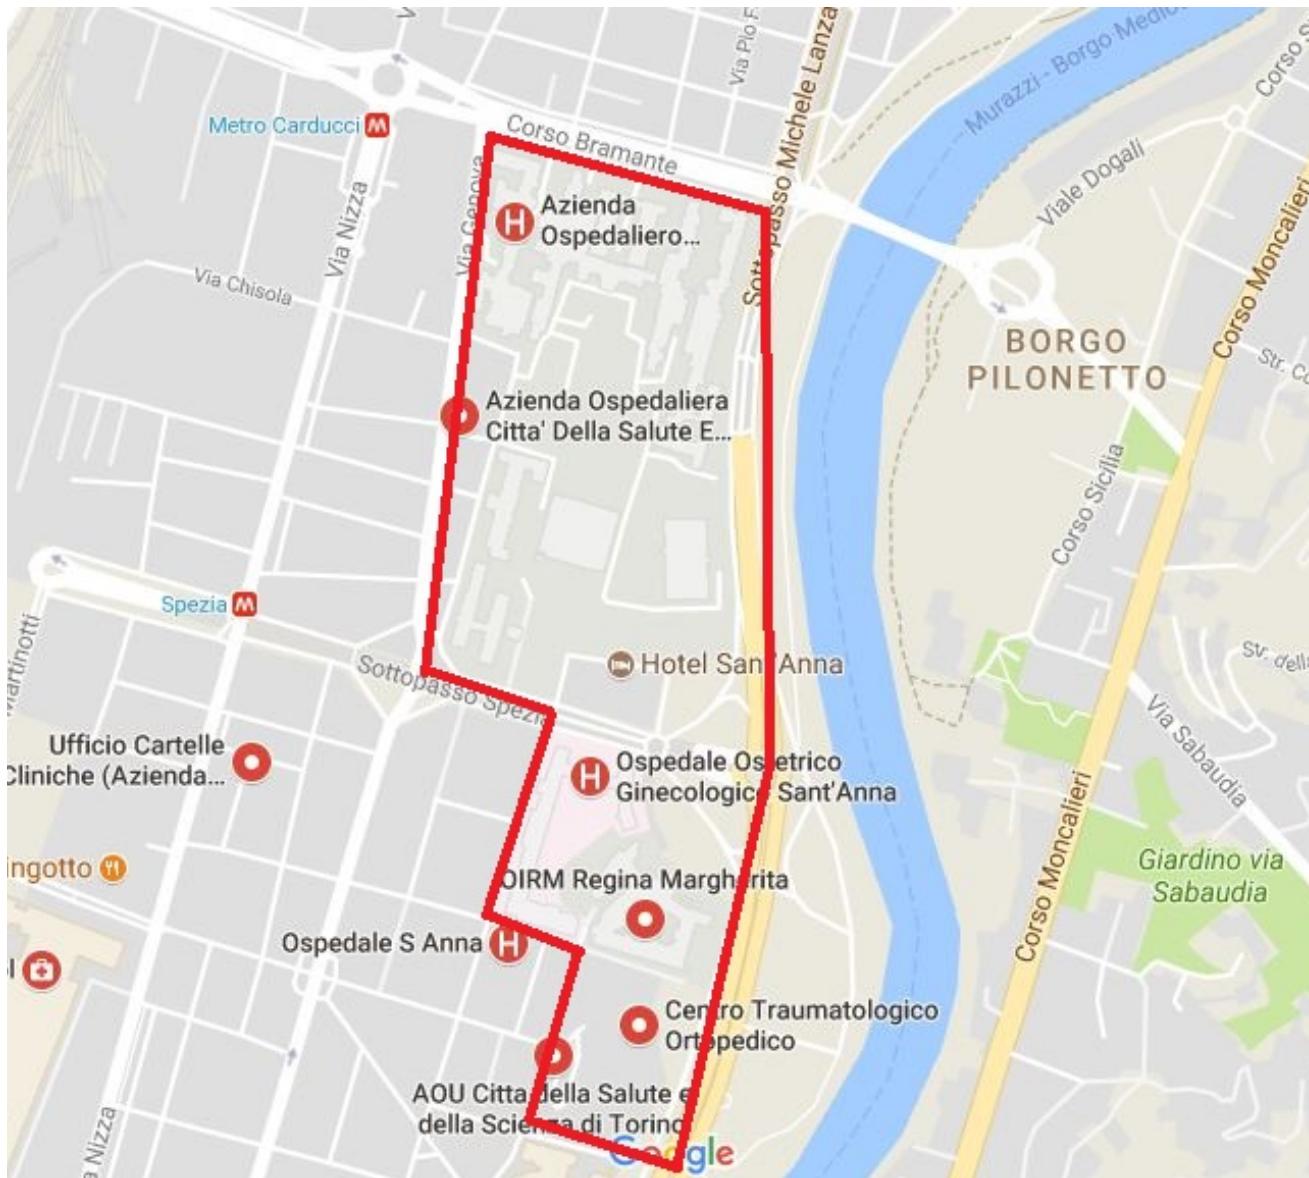 Corso Bramante
Metro Carducci
M
Via Pio F
Sottopasso Michele Lanza
Murazzi - Borgo Medio
Corso S
Viale Dogali
Via Nizza
Via Genova
H
Azienda
Ospedaliero...
Via Chisola
BORGO
PILONETTO
Corso Moncalieri
Str. Co
Azienda Ospedaliera
Citta' Della Salute E...
Corso Sicilia
Spezia
M
Martinotti
Sottopasso Spezia
Hotel Sant'Anna
Str. della
Via Sabaudia
Ufficio Cartelle
Cliniche (Azienda...
H
Ospedale Ostetrico
Ginecologico Sant'Anna
ingotto
OIRM Regina Margherita
Giardino via
Sabaudia
Corso Moncalieri
Ospedale S Anna
H
Centro Traumatologico
Ortopedico
AOU Citta della Salute e
della Scienza di Torino
Via Nizza
Google